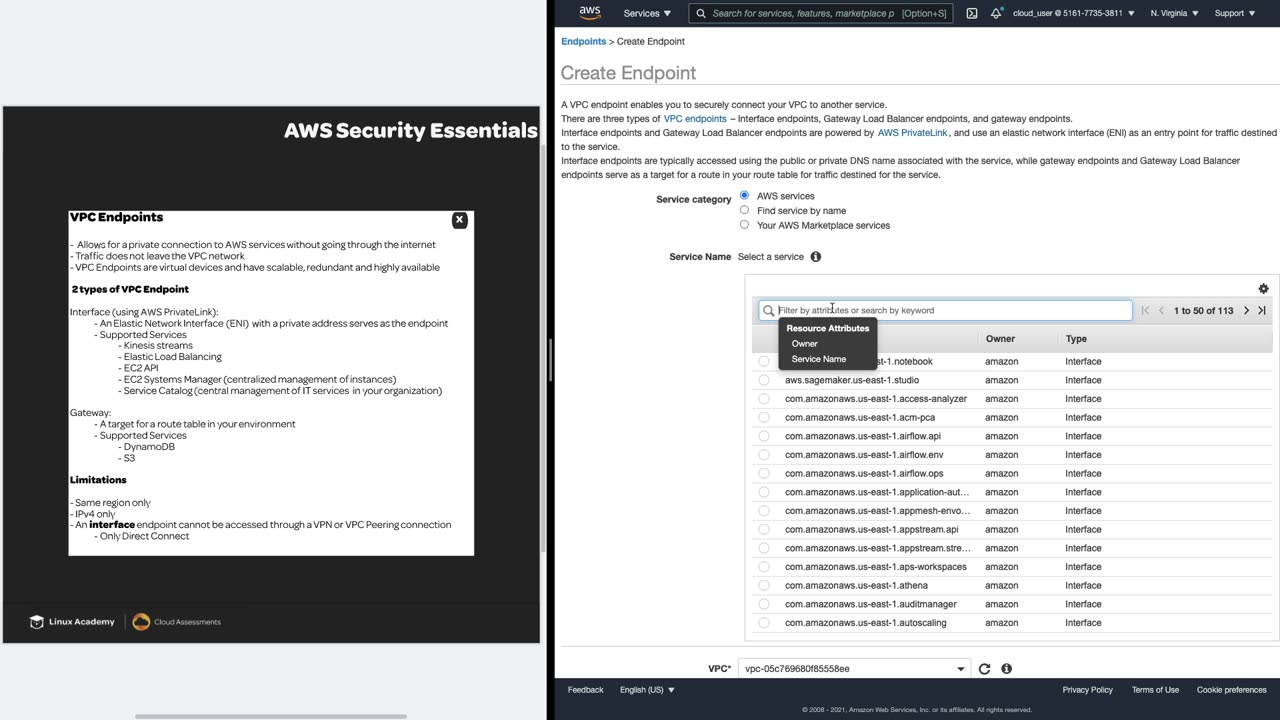 AWS Security Essentials
VPC Endpoints
x
- Allows for a private connection to AWS services without going through the internet
- Traffic does not leave the VPC network
- VPC Endpoints are virtual devices and have scalable, redundant and highly available
2 types of VPC Endpoint
Interface (using AWS PrivateLink):
- An Elastic Network Interface (ENI) with a private address serves as the endpoint
- Supported Services
- Kinesis streams
- Elastic Load Balancing
- EC2 API
- EC2 Systems Manager (centralized management of instances)
- Service Catalog (central management of IT services in your organization)
Gateway:
- A target for a route table in your environment
- Supported Services
- DynamoDB
- S3
Limitations
- Same region only
- IPv4 only
- An interface endpoint cannot be accessed through a VPN or VPC Peering connection
- Only Direct Connect
Linux Academy
Cloud Assessments
aws
Services
Search for services, features, marketplace p [Option+S]
cloud_user @ 5161-7735-3811
N. Virginia
Support
Endpoints > Create Endpoint
Create Endpoint
A VPC endpoint enables you to securely connect your VPC to another service.
There are three types of VPC endpoints – Interface endpoints, Gateway Load Balancer endpoints, and gateway endpoints.
Interface endpoints and Gateway Load Balancer endpoints are powered by AWS PrivateLink, and use an elastic network interface (ENI) as an entry point for traffic destined
to the service.
Interface endpoints are typically accessed using the public or private DNS name associated with the service, while gateway endpoints and Gateway Load Balancer
endpoints serve as a target for a route in your route table for traffic destined for the service.
Service category
AWS services
Find service by name
Your AWS Marketplace services
Service Name Select a service
Filter by attributes or search by keyword
1 to 50 of 113
Resource Attributes
Owner
Service Name
Owner Type
st-1.notebook amazon Interface
aws.sagemaker.us-east-1.studio amazon Interface
com.amazonaws.us-east-1.access-analyzer amazon Interface
com.amazonaws.us-east-1.acm-pca amazon Interface
com.amazonaws.us-east-1.airflow.api amazon Interface
com.amazonaws.us-east-1.airflow.env amazon Interface
com.amazonaws.us-east-1.airflow.ops amazon Interface
com.amazonaws.us-east-1.application-aut... amazon Interface
com.amazonaws.us-east-1.appmesh-envo... amazon Interface
com.amazonaws.us-east-1.appstream.api amazon Interface
com.amazonaws.us-east-1.appstream.stre... amazon Interface
com.amazonaws.us-east-1.aps-workspaces amazon Interface
com.amazonaws.us-east-1.athena amazon Interface
com.amazonaws.us-east-1.auditmanager amazon Interface
com.amazonaws.us-east-1.autoscaling amazon Interface
VPC* vpc-05c769680f85558ee
Feedback English (US)
Privacy Policy Terms of Use Cookie preferences
© 2008 - 2021, Amazon Web Services, Inc. or its affiliates. All rights reserved.